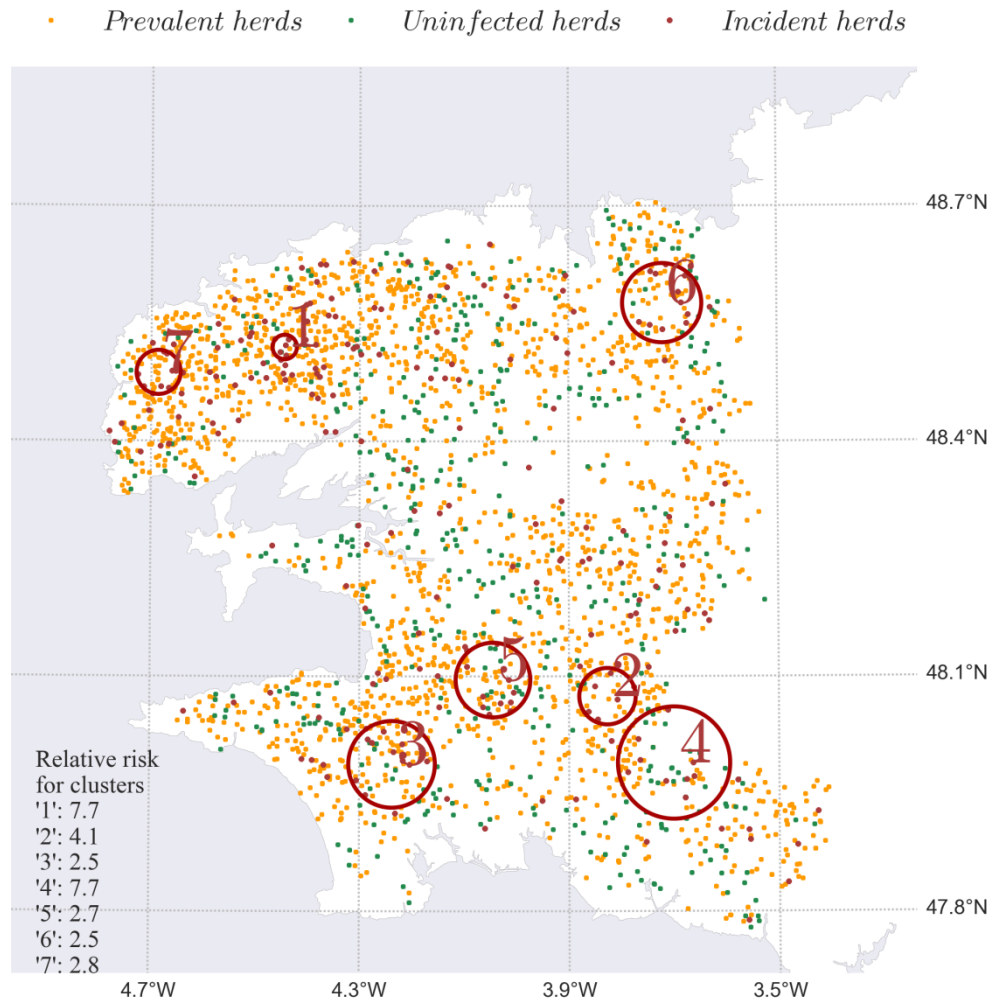 Prevalent herds Uninfected herds Incident herds
48.7°N
6
1
7
48.4°N
5
2
48.1°N
3
4
Relative risk
for clusters
'1': 7.7
'2': 4.1
'3': 2.5
'4': 7.7
'5': 2.7
'6': 2.5
'7': 2.8
47.8°N
4.7°W 4.3°W 3.9°W 3.5°W